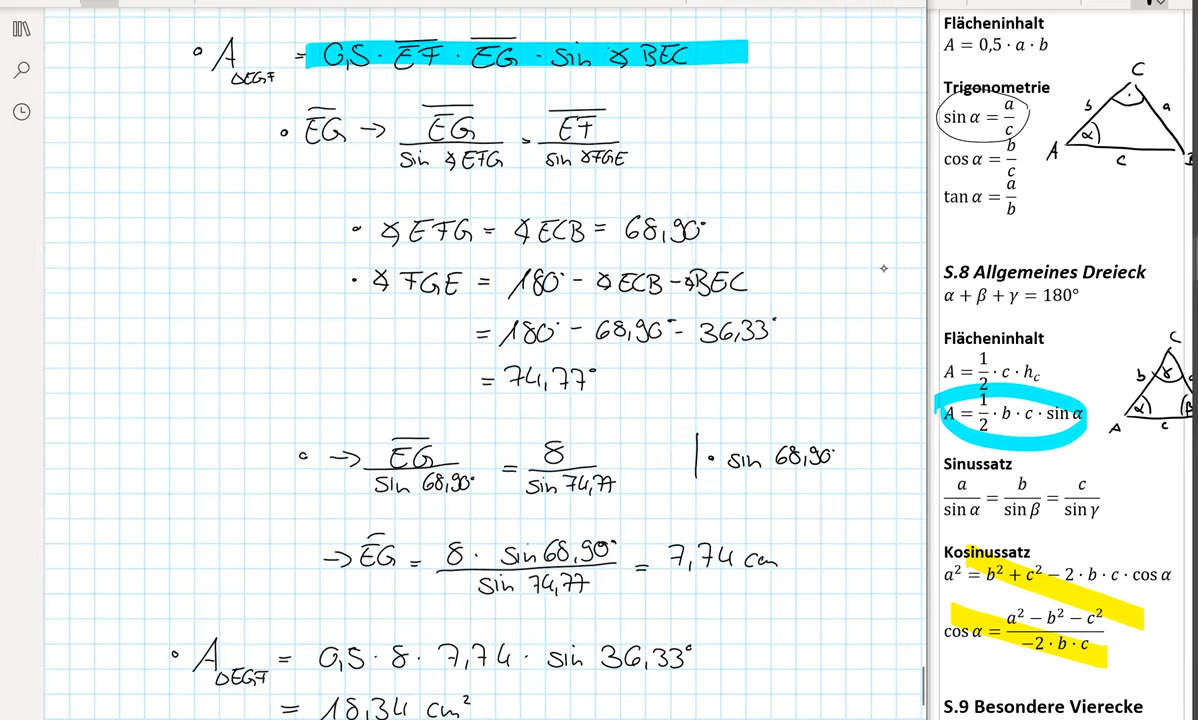 • A ΔEGF = 0,5 · EF · EG · sin ∢ BEC
• EG → EG / sin ∢ EFG = EF / sin ∢ FGE
• ∢ EFG = ∢ ECB = 68,90°
• ∢ FGE = 180° - ∢ ECB - ∢ BEC
= 180° - 68,90° - 36,33°
= 74,77°
• → EG / sin 68,90° = 8 / sin 74,77 | · sin 68,90°
→ EG = 8 · sin 68,90° / sin 74,77 = 7,74 cm
• A ΔEGF = 0,5 · 8 · 7,74 · sin 36,33°
= 18,34 cm²
Flächeninhalt
A = 0,5 · a · b
Trigonometrie
sin α = a/c
cos α = b/c
tan α = a/b
C
b a
α
A c B
S.8 Allgemeines Dreieck
α + β + γ = 180°
Flächeninhalt
A = 1/2 · c · h_c
A = 1/2 · b · c · sin α
C
b γ a
α β
A c
Sinussatz
a / sin α = b / sin β = c / sin γ
Kosinussatz
a² = b² + c² − 2 · b · c · cos α
cos α = (a² − b² − c²) / (−2 · b · c)
S.9 Besondere Vierecke